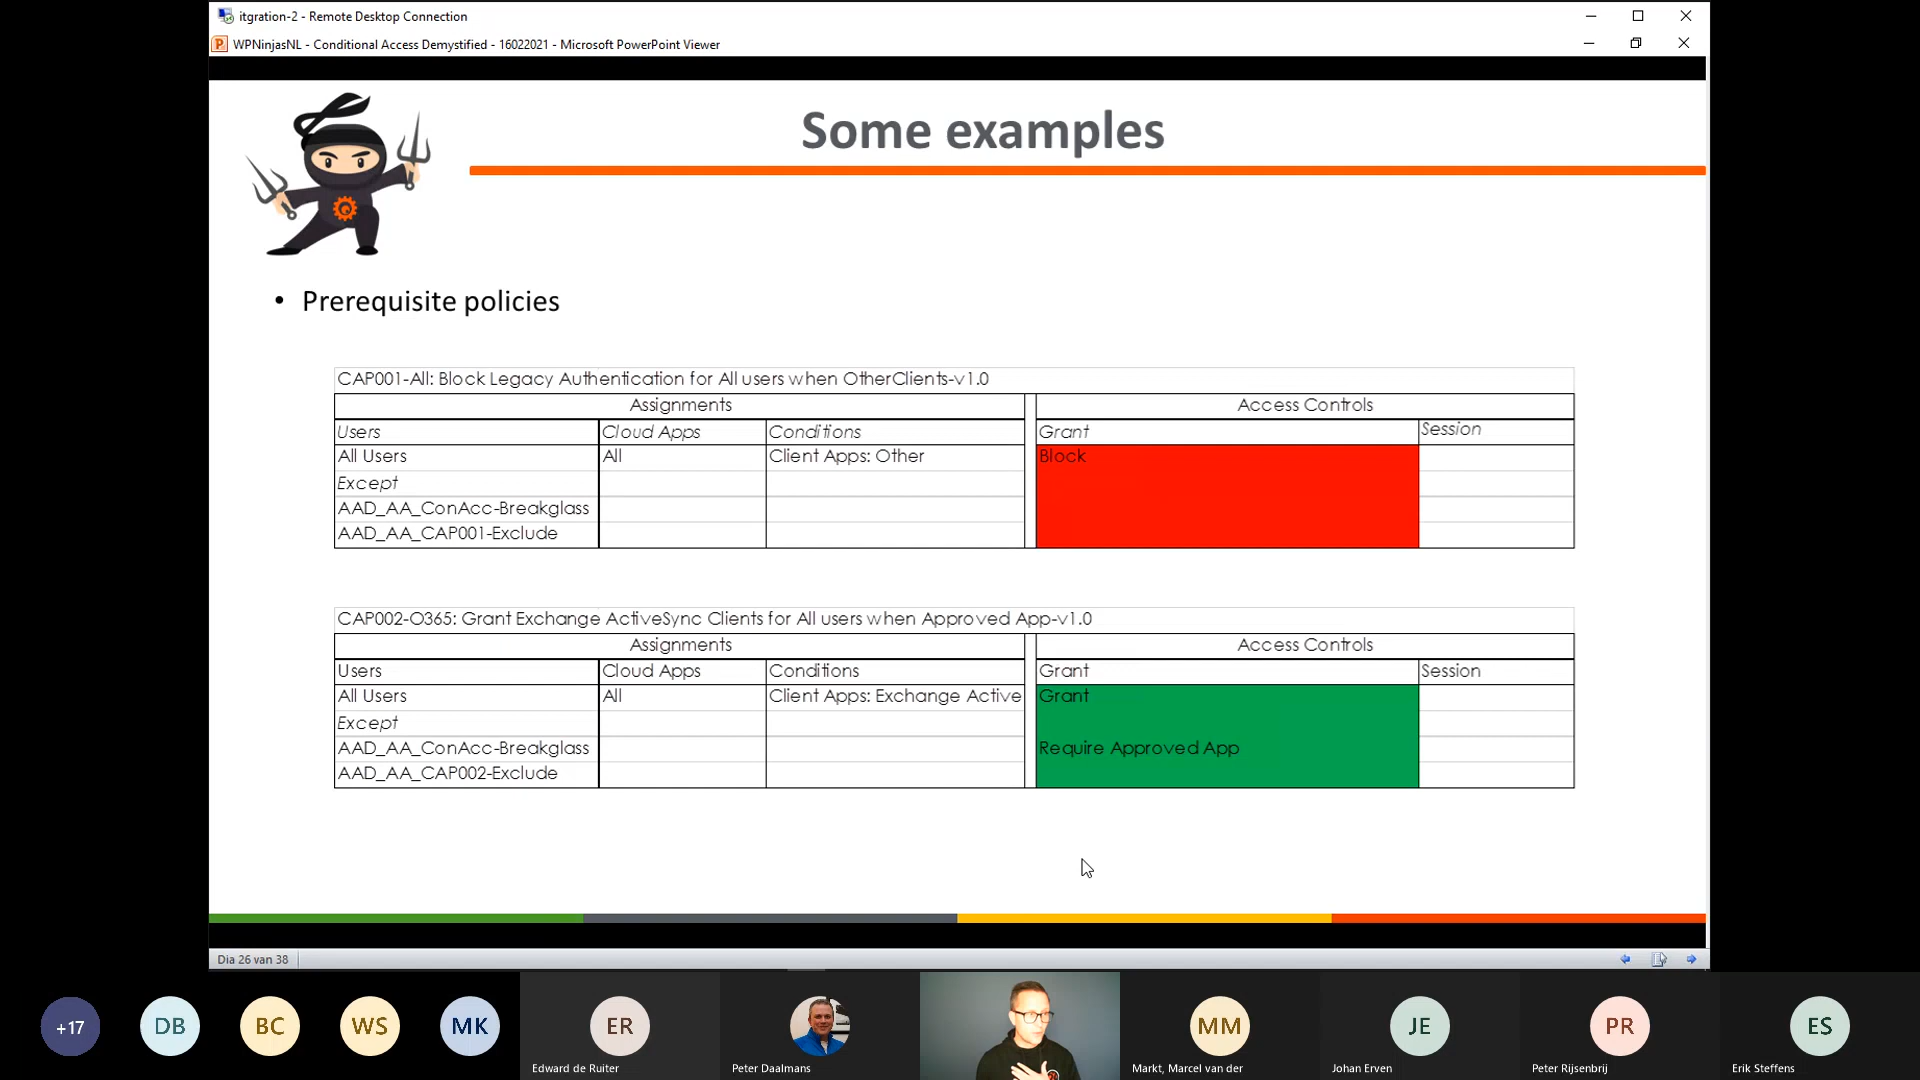 itgration-2 - Remote Desktop Connection
WPNinjasNL - Conditional Access Demystified - 16022021 - Microsoft PowerPoint Viewer
Some examples
• Prerequisite policies
CAP001-All: Block Legacy Authentication for All users when OtherClients-v1.0
Assignments Access Controls
Users Cloud Apps Conditions Grant Session
All Users All Client Apps: Other Block
Except
AAD_AA_ConAcc-Breakglass
AAD_AA_CAP001-Exclude
CAP002-O365: Grant Exchange ActiveSync Clients for All users when Approved App-v1.0
Assignments Access Controls
Users Cloud Apps Conditions Grant Session
All Users All Client Apps: Exchange Active Grant
Except
AAD_AA_ConAcc-Breakglass Require Approved App
AAD_AA_CAP002-Exclude
Dia 26 van 38
+17 DB BC WS MK ER MM JE PR ES
Edward de Ruiter Peter Daalmans Markt, Marcel van der Johan Erven Peter Rijsenbrij Erik Steffens